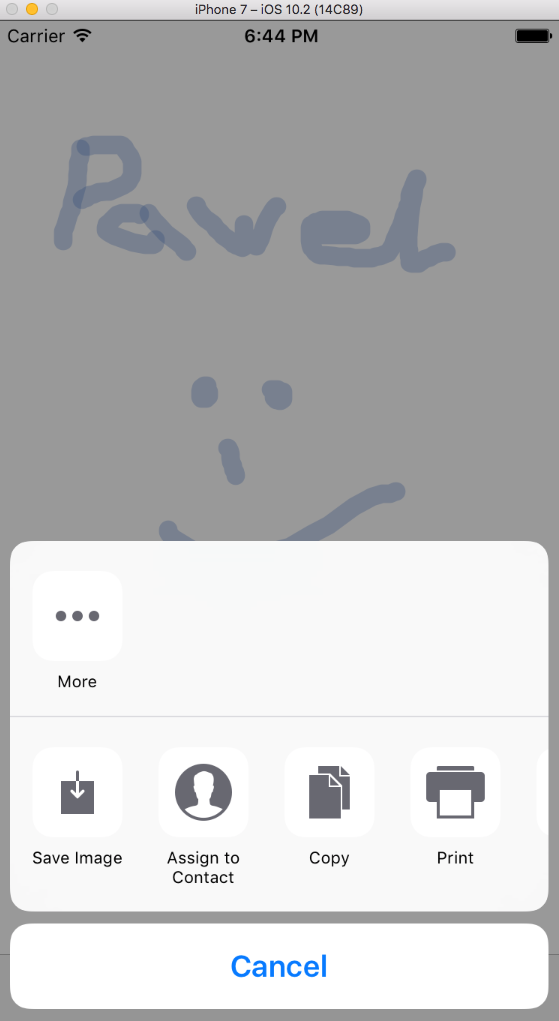 iPhone 7 – iOS 10.2 (14C89)
Carrier 6:44 PM
Pawel
More
Save Image Assign to Contact Copy Print
Cancel